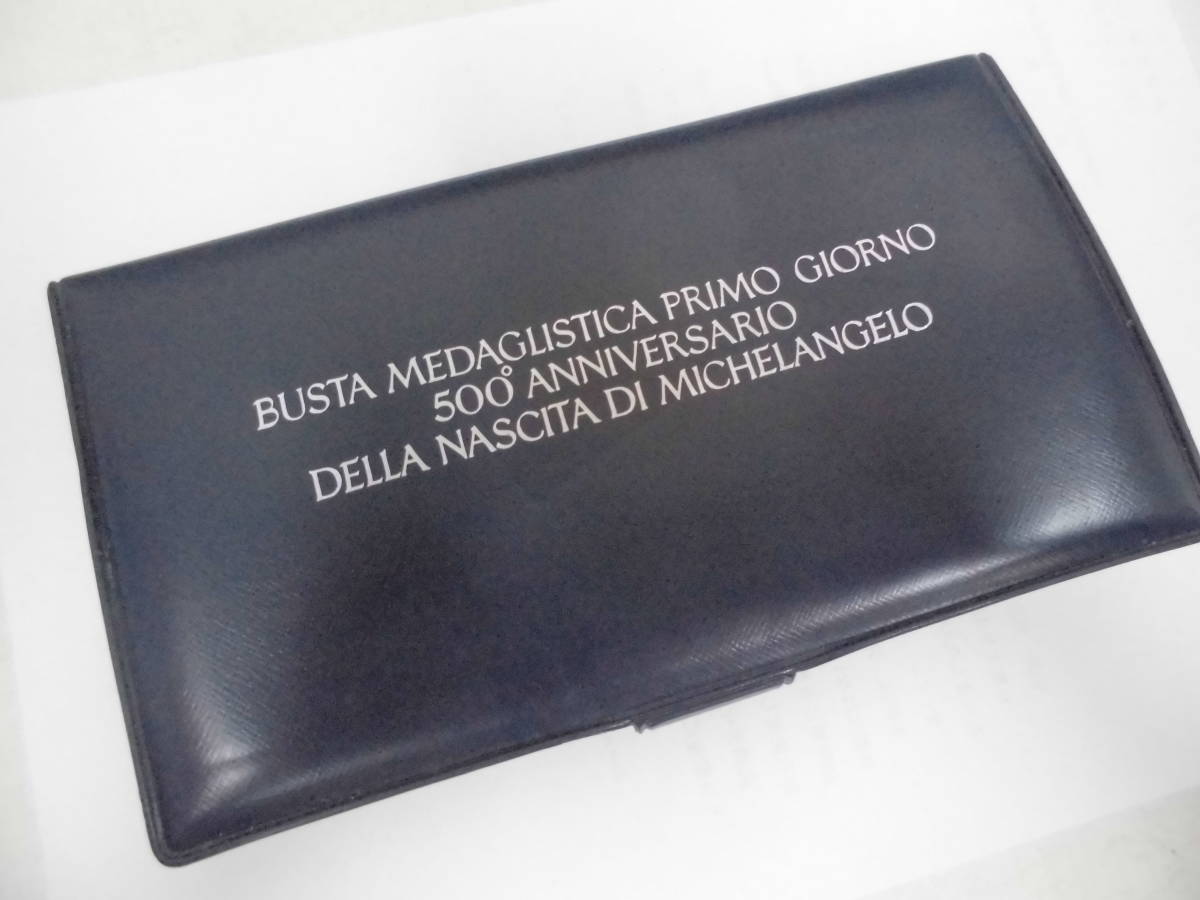 BUSTA MEDAGLISTICA PRIMO GIORNO
500° ANNIVERSARIO
DELLA NASCITA DI MICHELANGELO